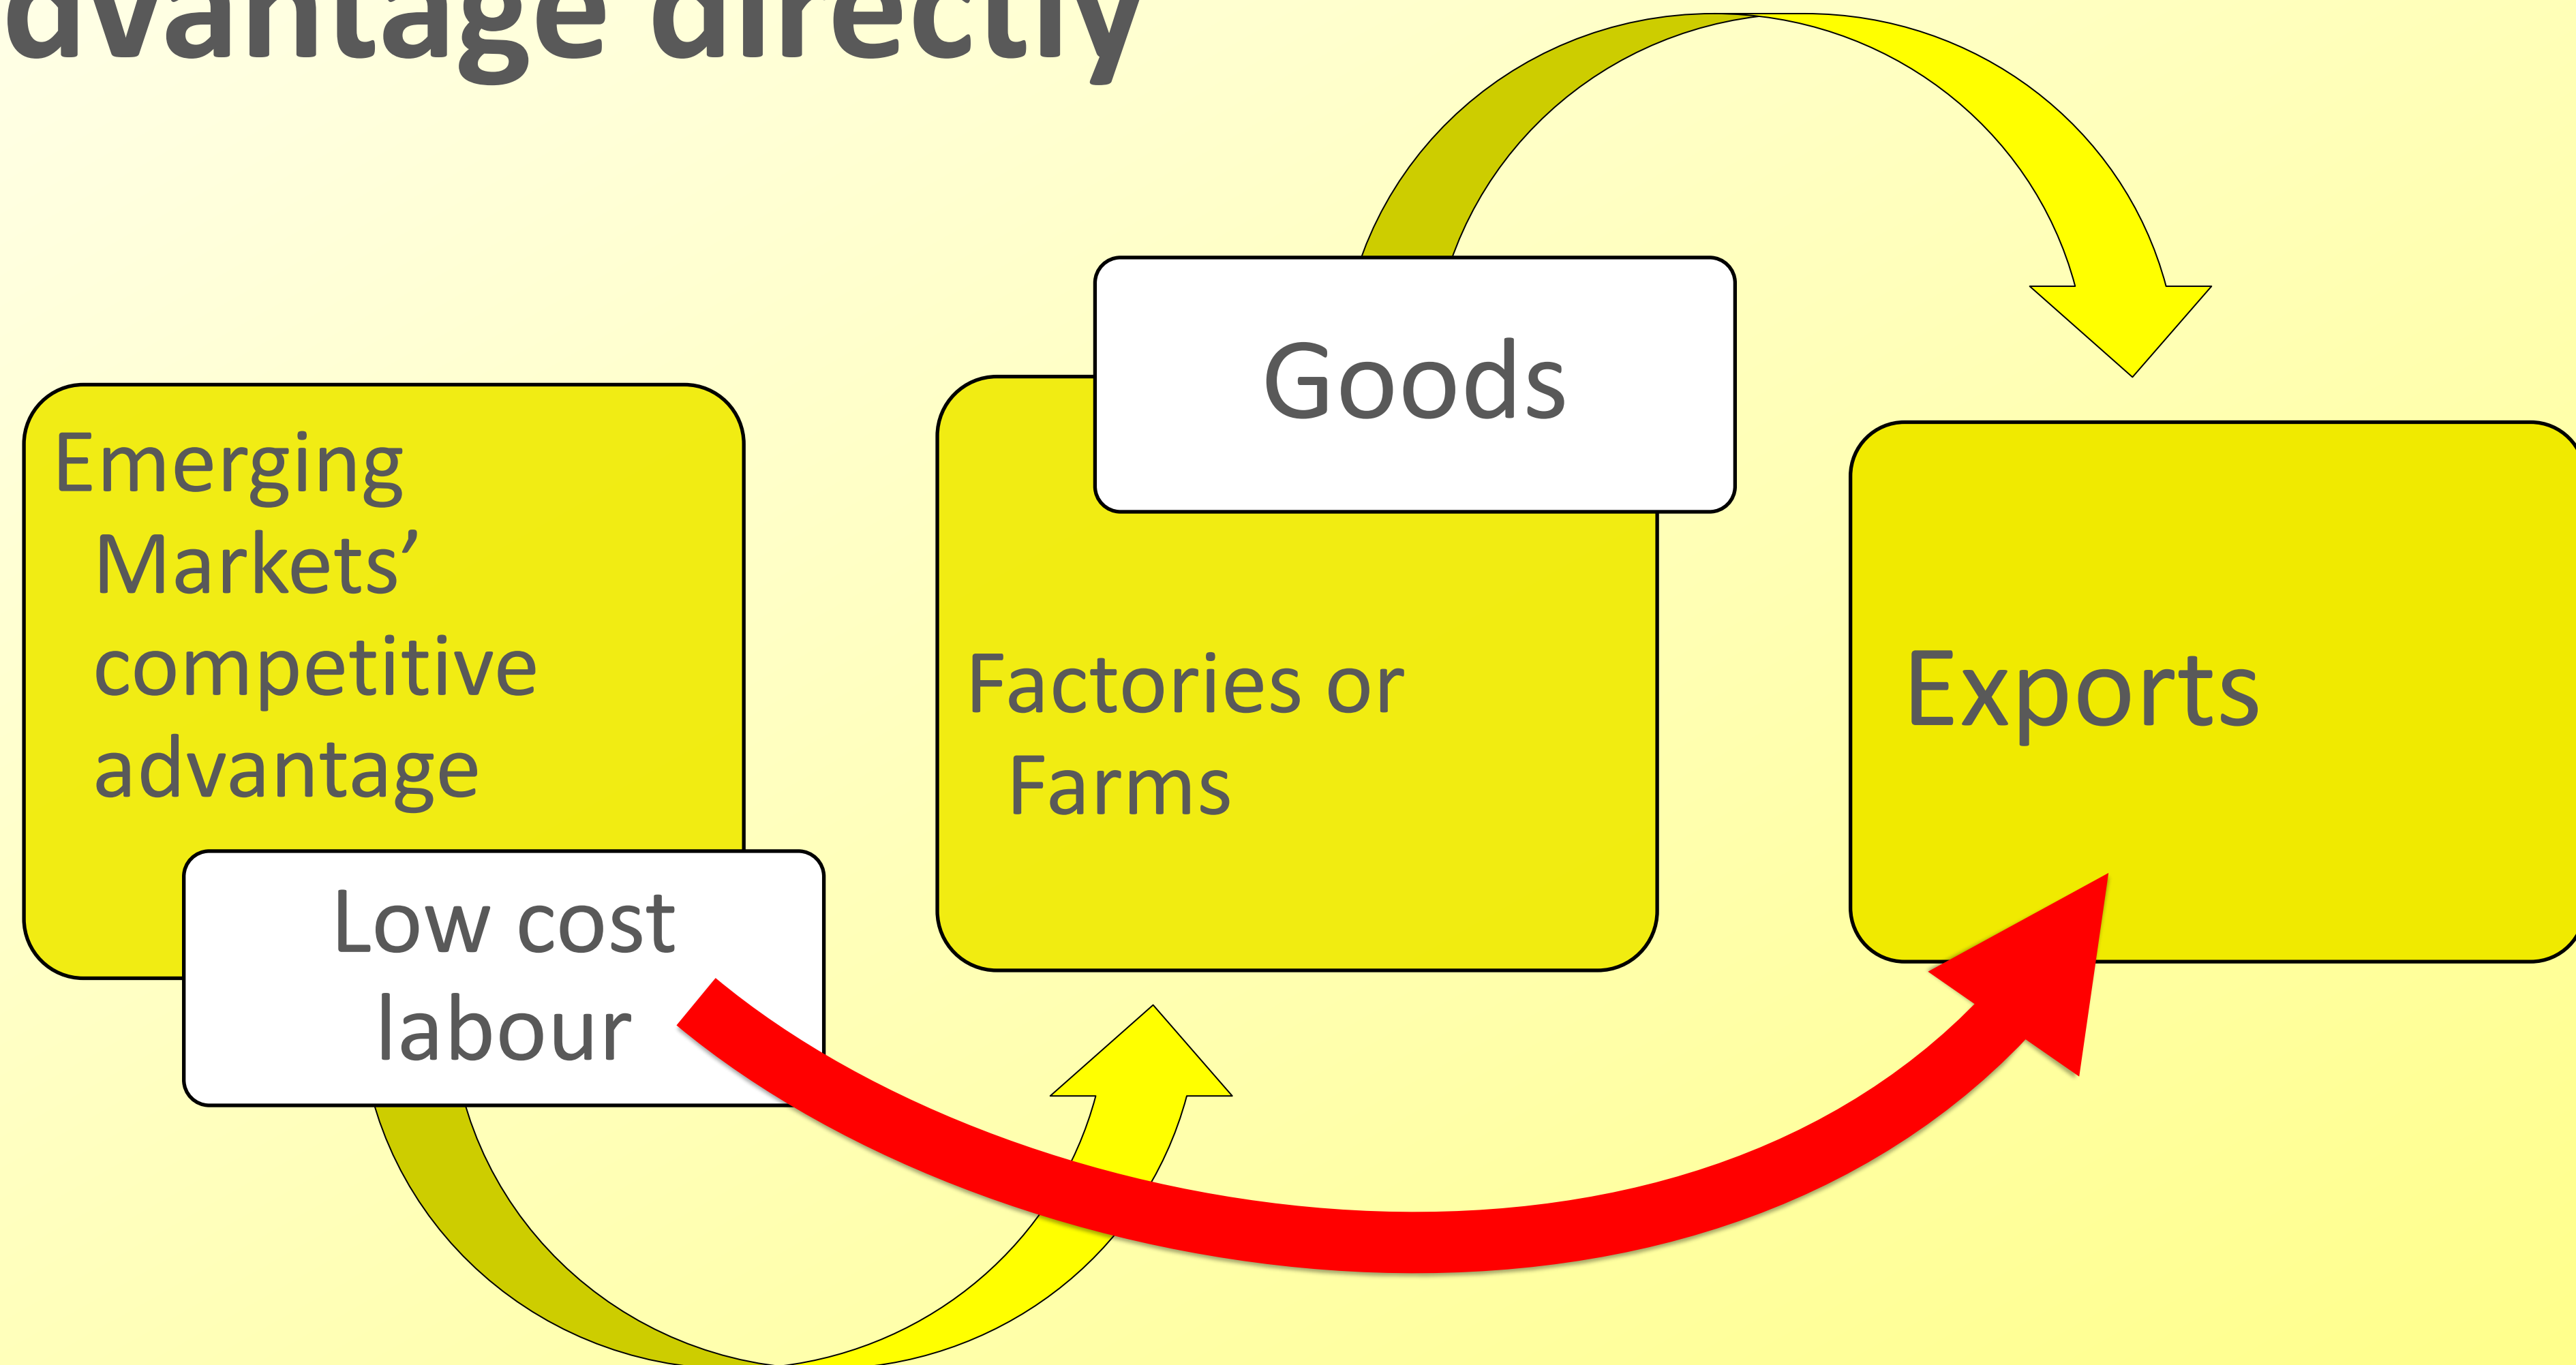 dvantage directly
Goods
Emerging
Markets’
competitive
advantage
Low cost
labour
Factories or
Farms
Exports